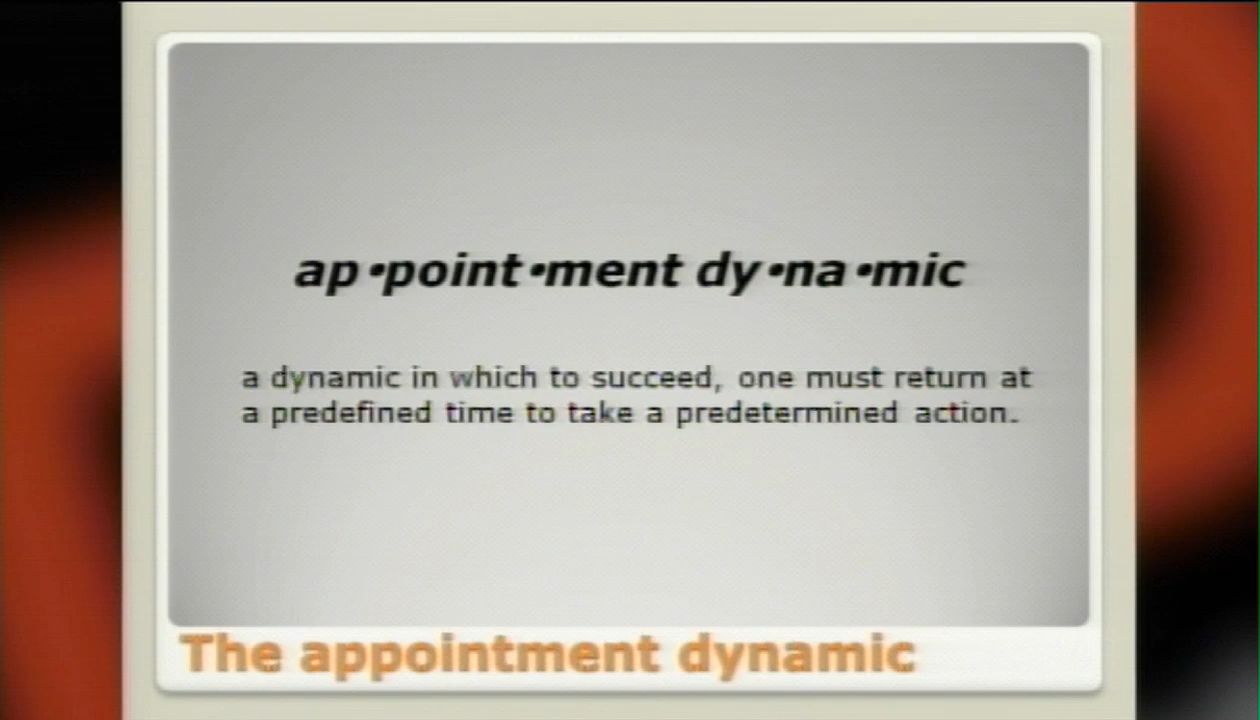 ap•point•ment dy•na•mic
a dynamic in which to succeed, one must return at
a predefined time to take a predetermined action.
The appointment dynamic